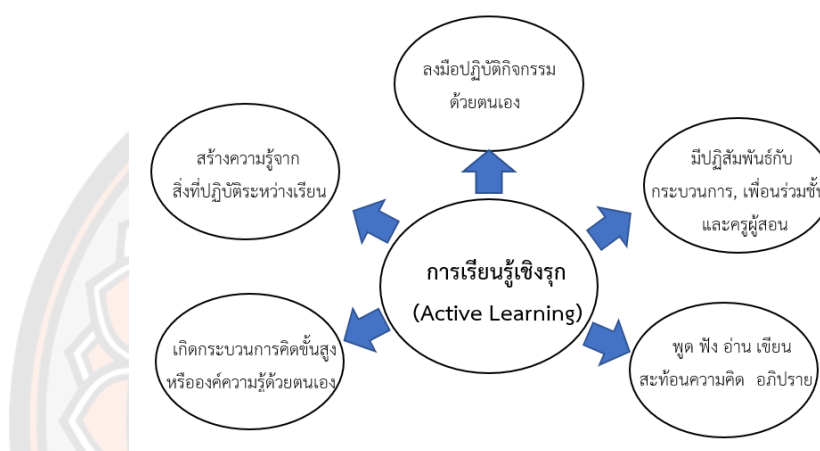 ลงมือปฏิบัติกิจกรรม
ด้วยตนเอง
สร้างความรู้จาก
สิ่งที่ปฏิบัติระหว่างเรียน
มีปฏิสัมพันธ์กับ
กระบวนการ, เพื่อนร่วมชั้น
และครูผู้สอน
การเรียนรู้เชิงรุก
(Active Learning)
เกิดกระบวนการคิดขั้นสูง
หรือองค์ความรู้ด้วยตนเอง
พูด ฟัง อ่าน เขียน
สะท้อนความคิด อภิปราย